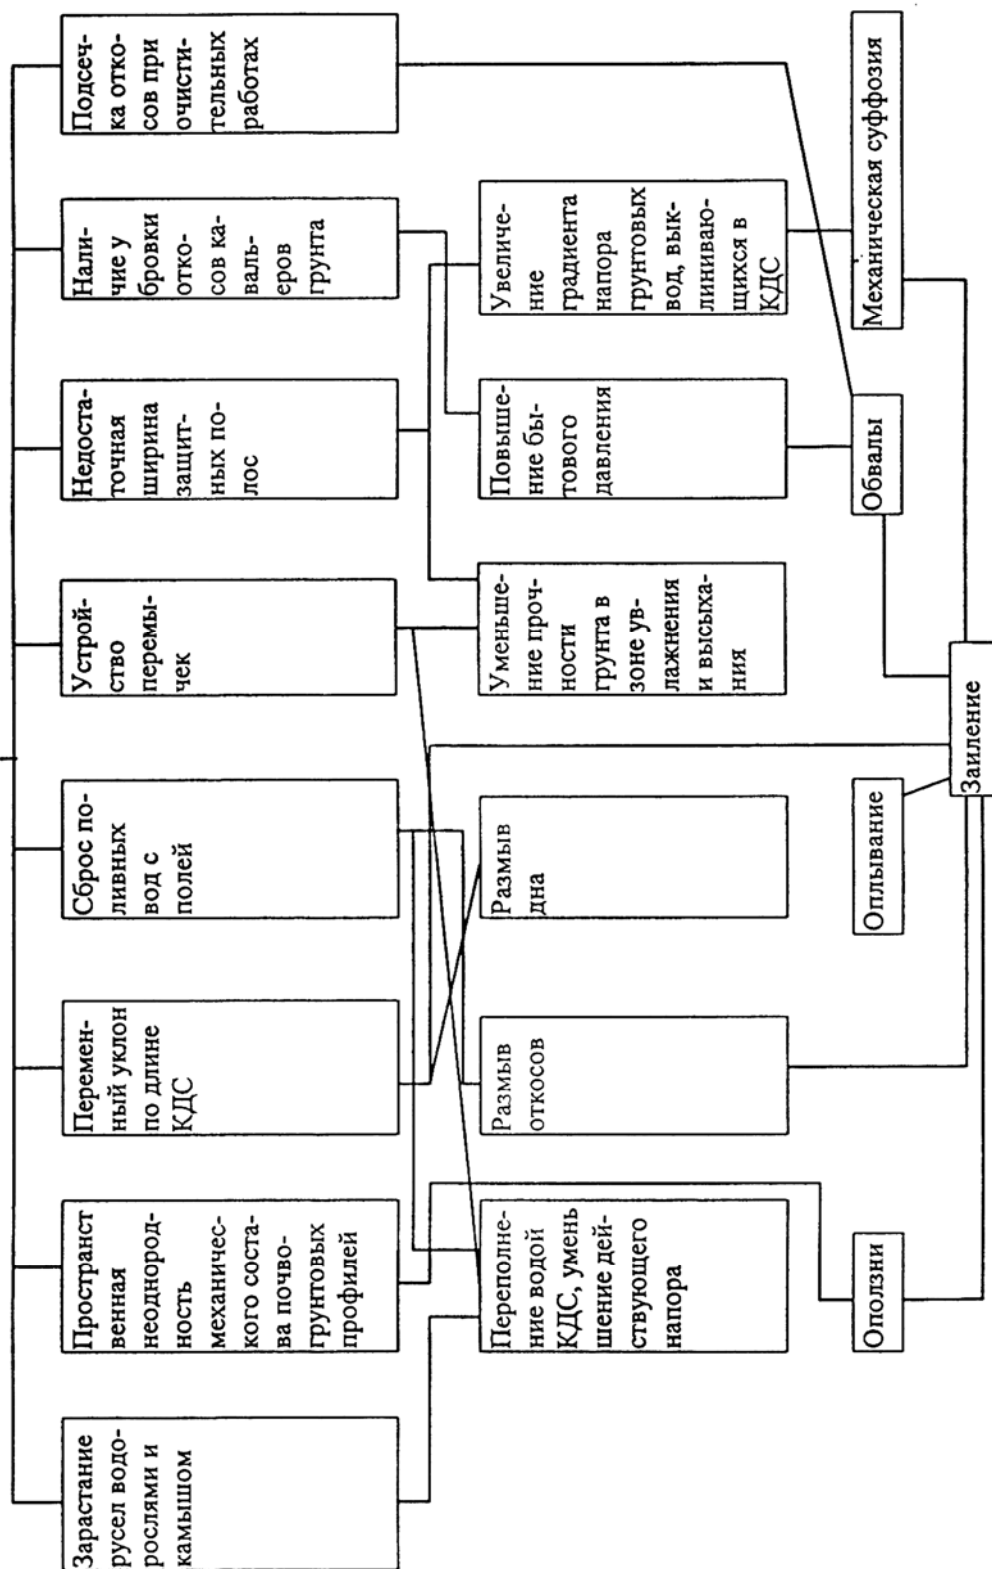 Зарастание
русел водо-
рослями и
камышом
Пространст
венная
неоднород-
ность
механичес-
кого соста-
ва почво-
грунтовых
профилей
Перемен-
ный уклон
по длине
КДС
Сброс по-
ливных
вод с
полей
Устрой-
ство
перемы-
чек
Недоста-
точная
ширина
защит-
ных по-
лос
Нали-
чие у
бровки
отко-
сов ка-
валь-
еров
грунта
Подсеч-
ка отко-
сов при
очисти-
тельных
работах
Переполне-
ние водой
КДС, умень
шение дей-
ствующего
напора
Размыв
откосов
Размыв
дна
Уменьше-
ние проч-
ности
грунта в
зоне ув-
лажнения
и высыха-
ния
Повыше-
ние бы-
тового
давления
Увеличе-
ние
градиента
напора
грунтовых
вод, вык-
линиваю-
щихся в
КДС
Оползни
Оплывание
Обвалы
Механическая суффозия
Заиление